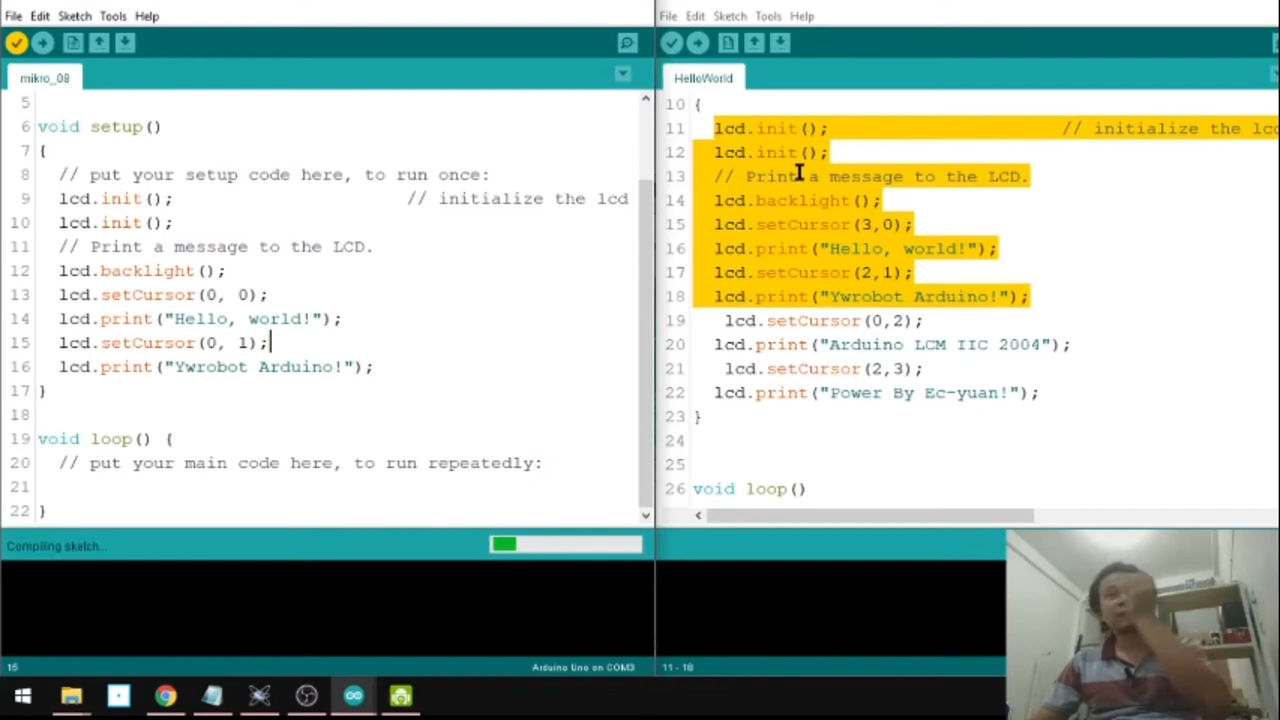 File Edit Sketch Tools Help
mikro_08
5
6 void setup()
7 {
8 // put your setup code here, to run once:
9 lcd.init(); // initialize the lcd
10 lcd.init();
11 // Print a message to the LCD.
12 lcd.backlight();
13 lcd.setCursor(0, 0);
14 lcd.print("Hello, world!");
15 lcd.setCursor(0, 1);
16 lcd.print("Ywrobot Arduino!");
17 }
18
19 void loop() {
20 // put your main code here, to run repeatedly:
21
22 }
Compiling sketch...
15 Arduino Uno on COM3
File Edit Sketch Tools Help
HelloWorld
10 {
11 lcd.init(); // initialize the lcd
12 lcd.init();
13 // Print a message to the LCD.
14 lcd.backlight();
15 lcd.setCursor(3,0);
16 lcd.print("Hello, world!");
17 lcd.setCursor(2,1);
18 lcd.print("Ywrobot Arduino!");
19 lcd.setCursor(0,2);
20 lcd.print("Arduino LCM IIC 2004");
21 lcd.setCursor(2,3);
22 lcd.print("Power By Ec-yuan!");
23 }
24
25
26 void loop()
11 - 18